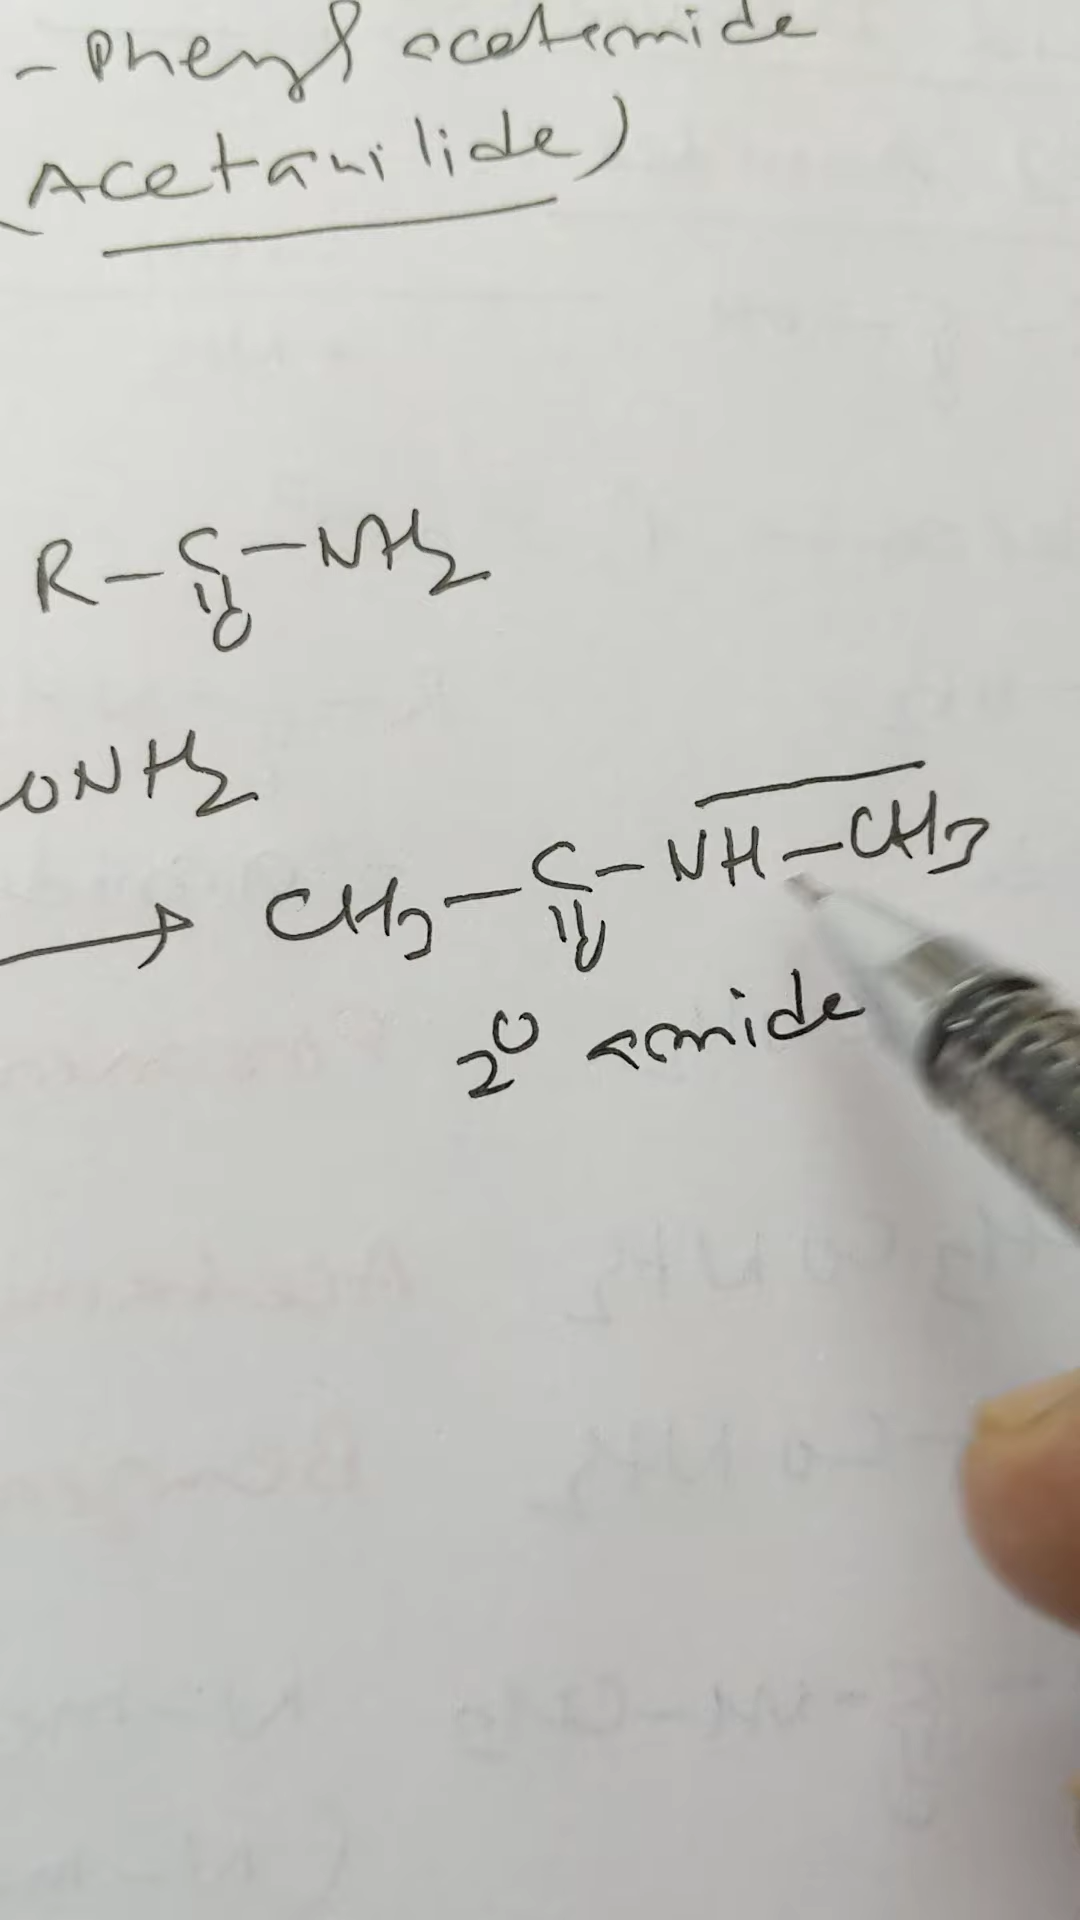 - Phenyl acetamide
(Acetanilide)
R-C-NH2
O
ONH2
→ CH3-C-NH-CH3
O
2° amide